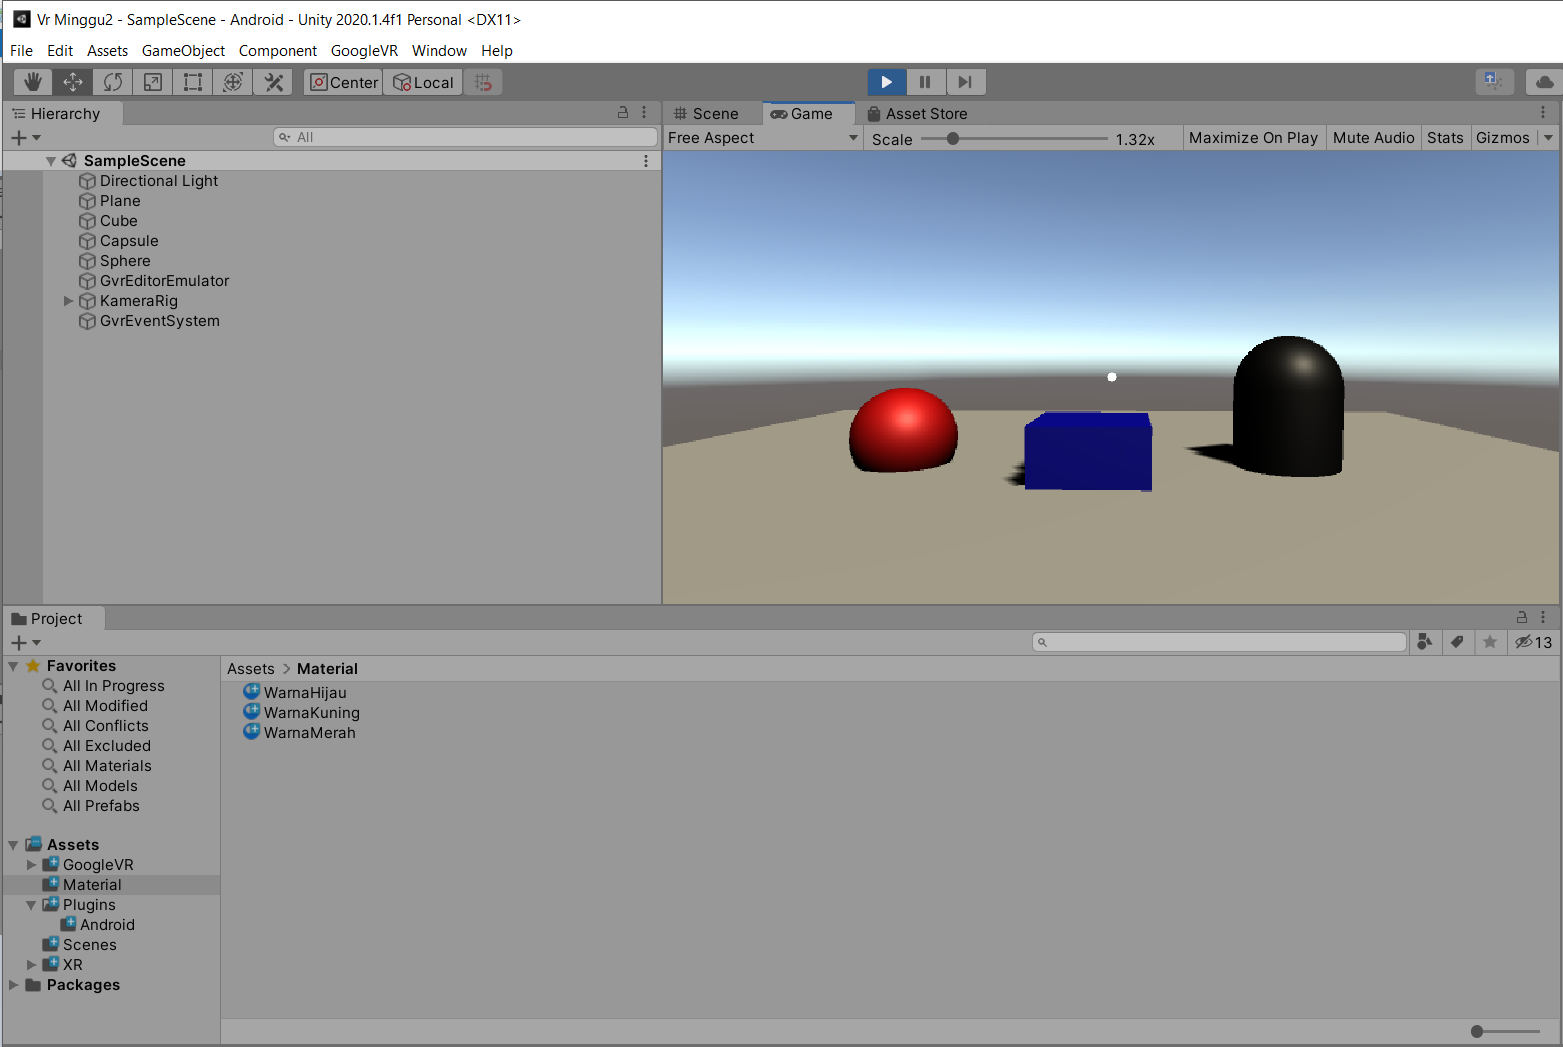 Vr Minggu2 - SampleScene - Android - Unity 2020.1.4f1 Personal <DX11>
File Edit Assets GameObject Component GoogleVR Window Help
Center Local
Hierarchy
All
SampleScene
Directional Light
Plane
Cube
Capsule
Sphere
GvrEditorEmulator
KameraRig
GvrEventSystem
Scene Game Asset Store
Free Aspect Scale 1.32x Maximize On Play Mute Audio Stats Gizmos
Project
13
Favorites
All In Progress
All Modified
All Conflicts
All Excluded
All Materials
All Models
All Prefabs
Assets
GoogleVR
Material
Plugins
Android
Scenes
XR
Packages
Assets > Material
WarnaHijau
WarnaKuning
WarnaMerah